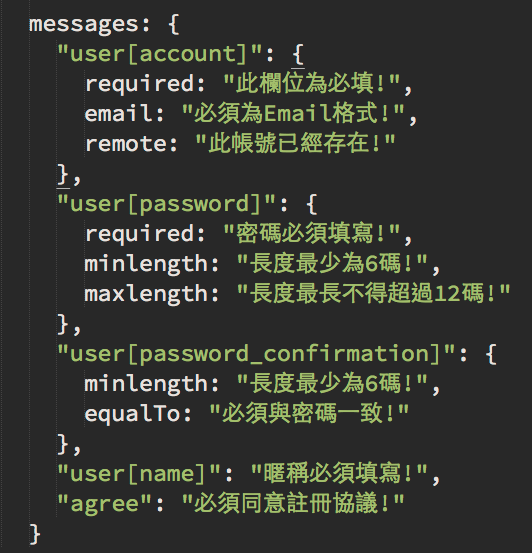 messages: {
"user[account]": {
required: "此欄位為必填!",
email: "必須為Email格式!",
remote: "此帳號已經存在!"
},
"user[password]": {
required: "密碼必須填寫!",
minlength: "長度最少為6碼!",
maxlength: "長度最長不得超過12碼!"
},
"user[password_confirmation]": {
minlength: "長度最少為6碼!",
equalTo: "必須與密碼一致!"
},
"user[name]": "暱稱必須填寫!",
"agree": "必須同意註冊協議!"
}